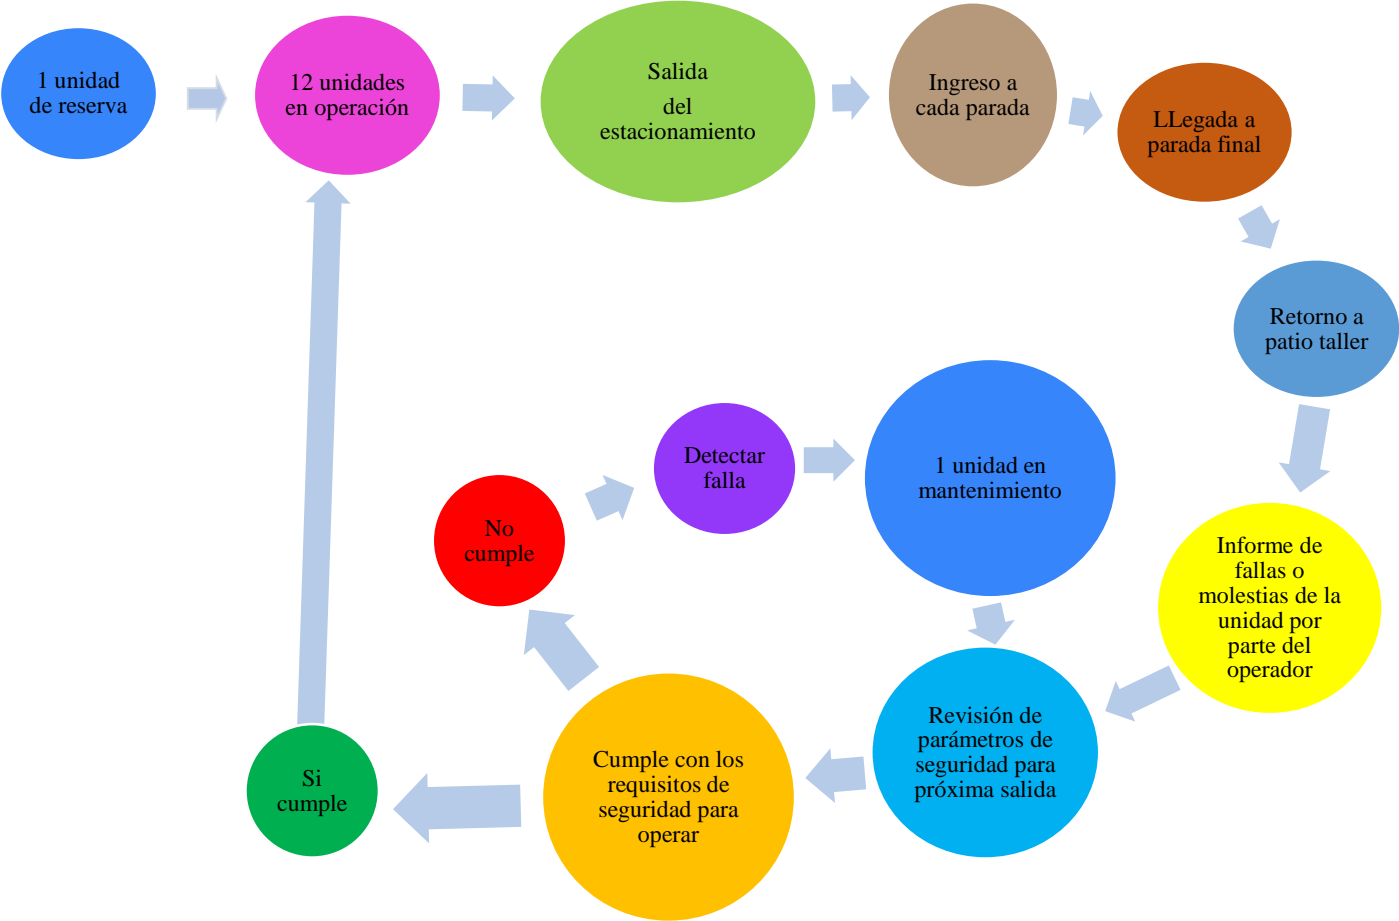 1 unidad
de reserva
12 unidades
en operación
Salida
del
estacionamiento
Ingreso a
cada parada
LLegada a
parada final
Retorno a
patio taller
Informe de
fallas o
molestias de la
unidad por
parte del
operador
Revisión de
parámetros de
seguridad para
próxima salida
Cumple con los
requisitos de
seguridad para
operar
Si
cumple
No
cumple
Detectar
falla
1 unidad en
mantenimiento